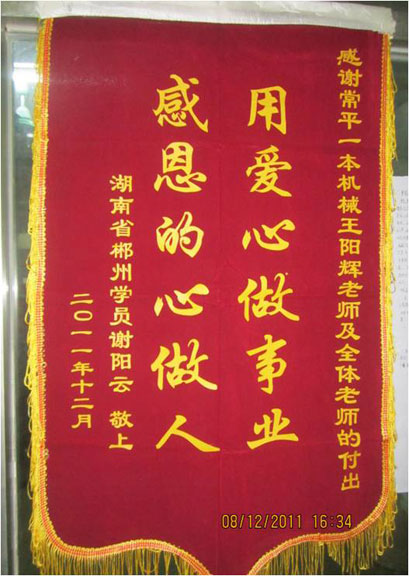 感谢常平一本机械王阳辉老师及全体老师的付出
用爱心做事业
感恩的心做人
湖南省郴州学员谢阳云 敬上
二〇一一年十二月
08/12/2011 16:34